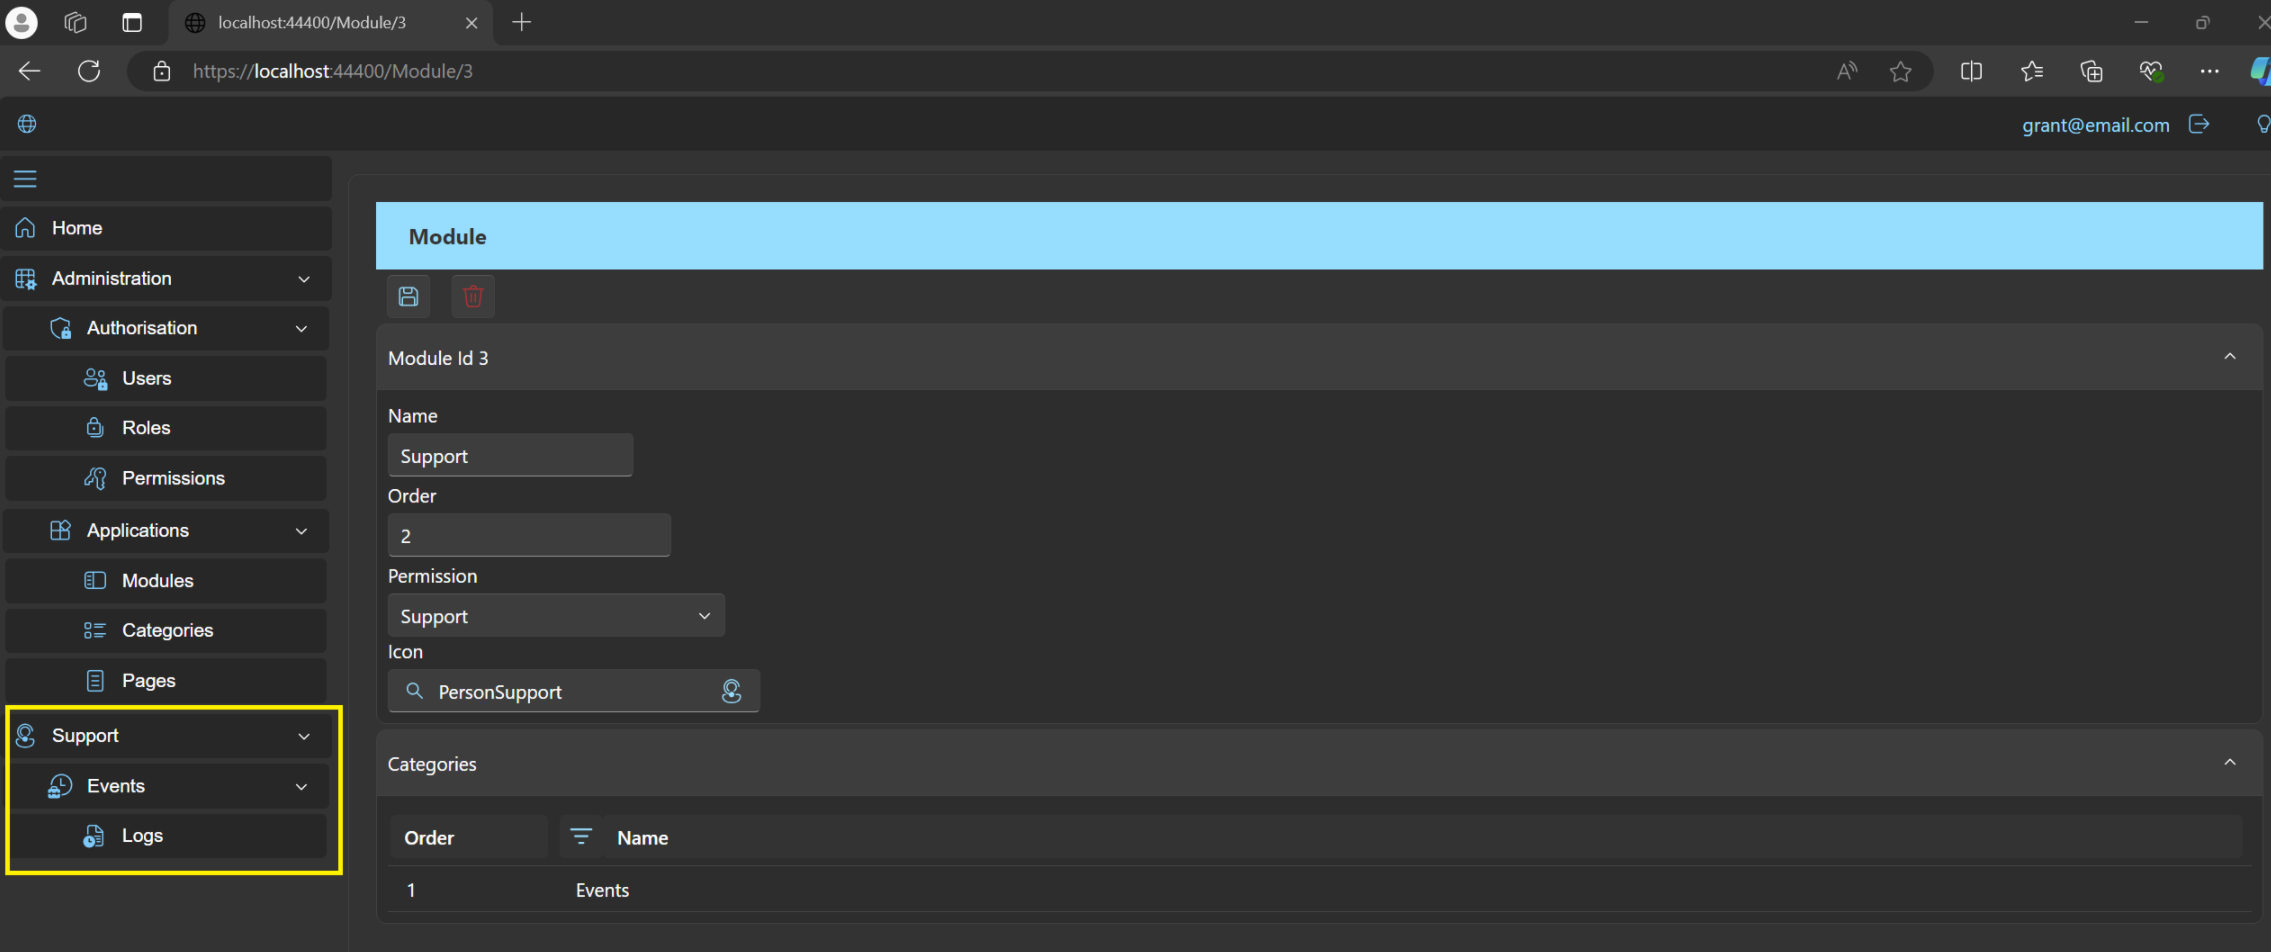 localhost:44400/Module/3
https://localhost:44400/Module/3
grant@email.com
Home
Administration
Authorisation
Users
Roles
Permissions
Applications
Modules
Categories
Pages
Support
Events
Logs
Module
Module Id 3
Name
Support
Order
2
Permission
Support
Icon
PersonSupport
Categories
Order Name
1 Events